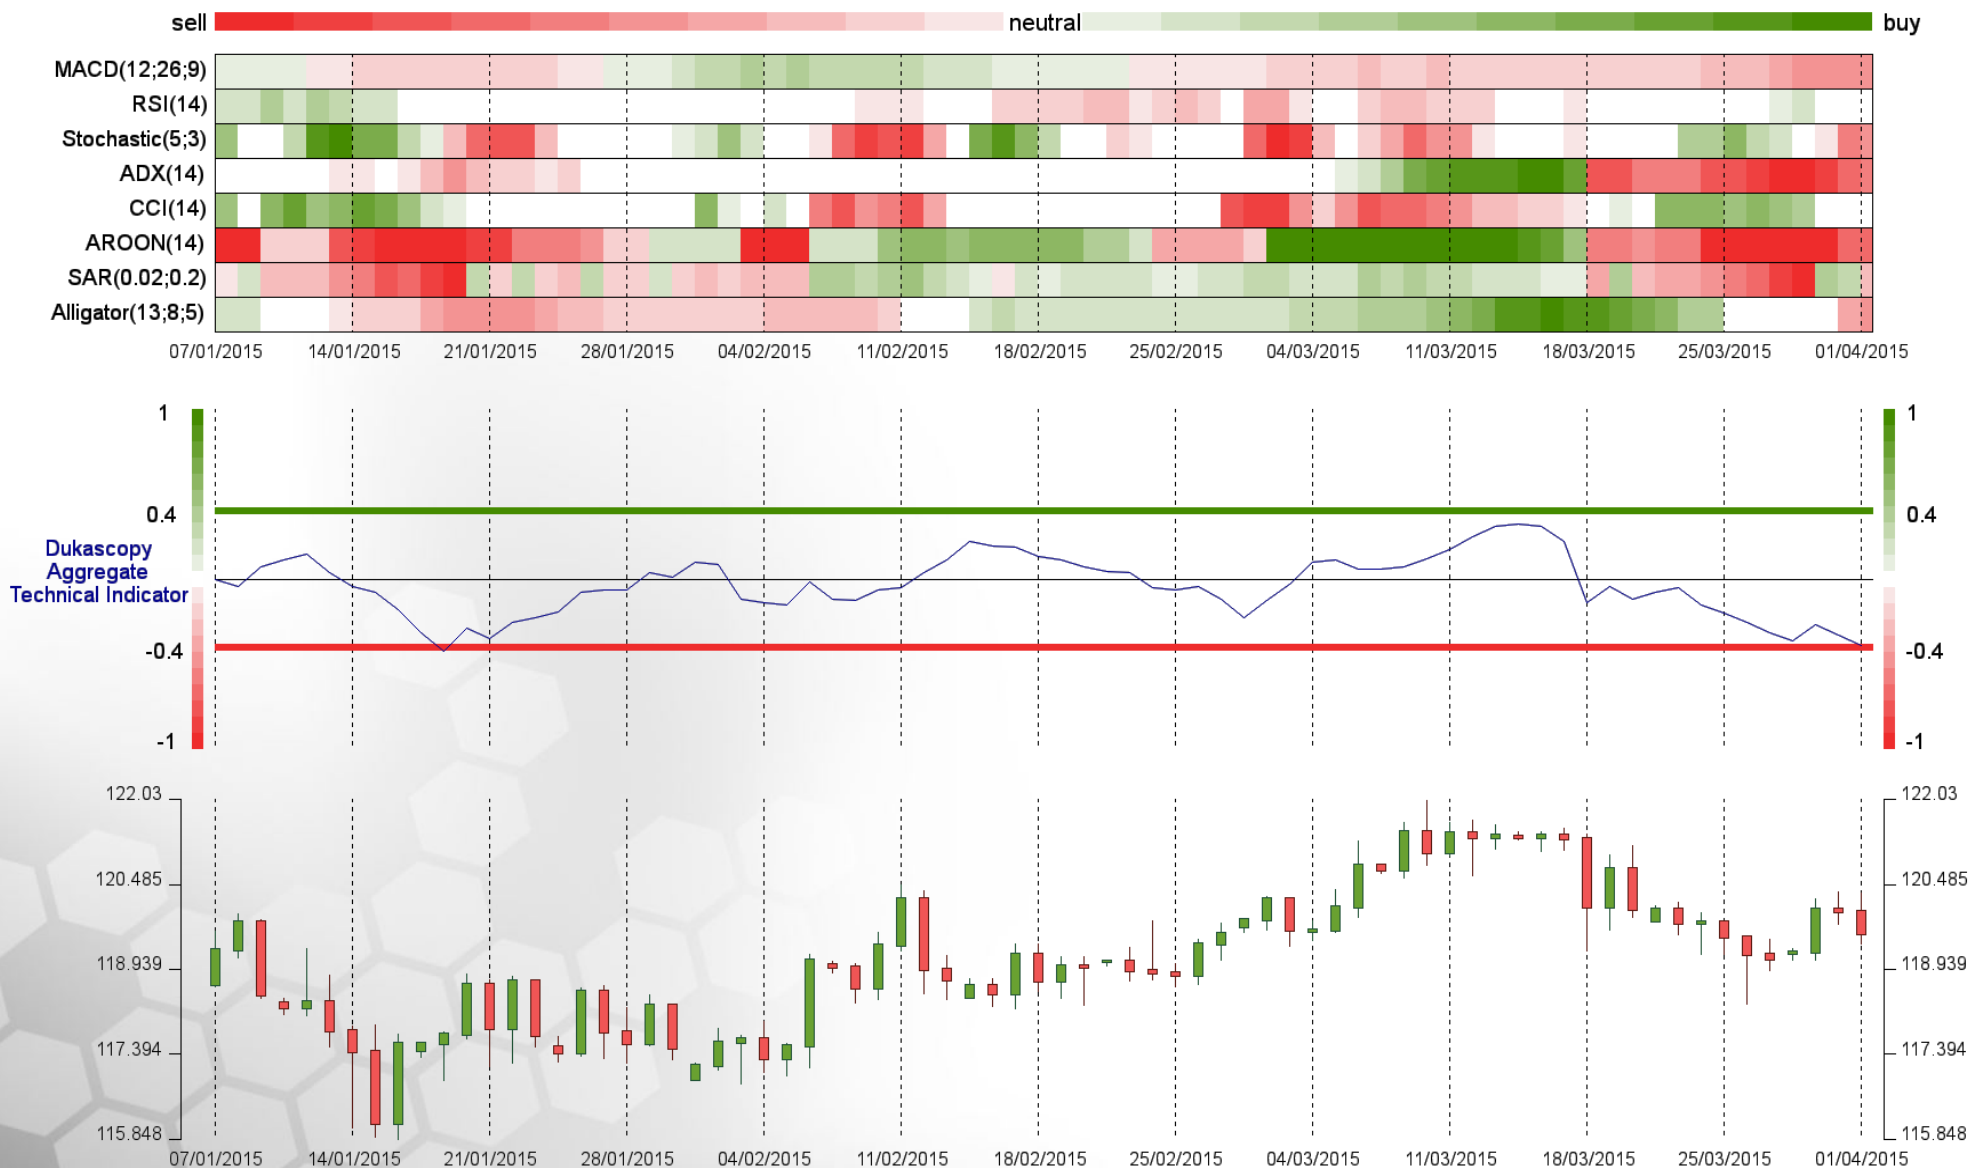 sell neutral buy
MACD(12;26;9)
RSI(14)
Stochastic(5;3)
ADX(14)
CCI(14)
AROON(14)
SAR(0.02;0.2)
Alligator(13;8;5)
07/01/2015 14/01/2015 21/01/2015 28/01/2015 04/02/2015 11/02/2015 18/02/2015 25/02/2015 04/03/2015 11/03/2015 18/03/2015 25/03/2015 01/04/2015
1 1
0.4 0.4
Dukascopy
Aggregate
Technical Indicator
-0.4 -0.4
-1 -1
122.03 122.03
120.485 120.485
118.939 118.939
117.394 117.394
115.848 115.848
07/01/2015 14/01/2015 21/01/2015 28/01/2015 04/02/2015 11/02/2015 18/02/2015 25/02/2015 04/03/2015 11/03/2015 18/03/2015 25/03/2015 01/04/2015